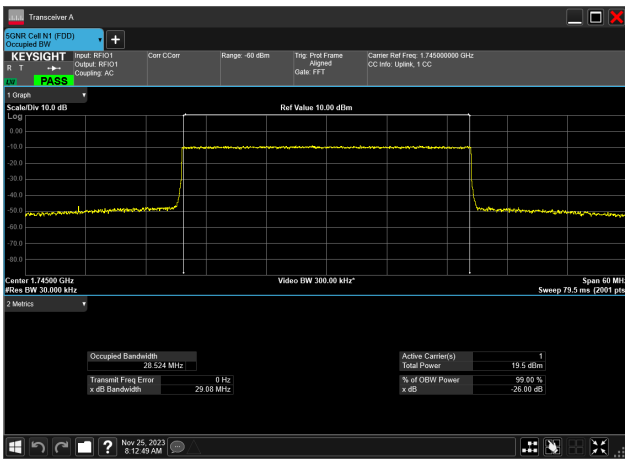 Transceiver A
5GNR Cell N1 (FDD)
Occupied BW
KEYSIGHT
R T
PASS
Input: RFIO1
Output: RFIO1
Coupling: AC
Corr CCorr
Range: -60 dBm
Trig: Prot Frame
Aligned
Gate: FFT
Carrier Ref Freq: 1.745000000 GHz
CC Info: Uplink, 1 CC
1 Graph
Scale/Div 10.0 dB
Ref Value 10.00 dBm
Log
0.00
-10.0
-20.0
-30.0
-40.0
-50.0
-60.0
-70.0
-80.0
Center 1.74500 GHz
Video BW 300.00 kHz*
Span 60 MHz
#Res BW 30.000 kHz
Sweep 79.5 ms (2001 pts
2 Metrics
Occupied Bandwidth
28.524 MHz
Transmit Freq Error 0 Hz
x dB Bandwidth 29.08 MHz
Active Carrier(s) 1
Total Power 19.5 dBm
% of OBW Power 99.00 %
x dB -26.00 dB
? Nov 25, 2023
8:12:49 AM